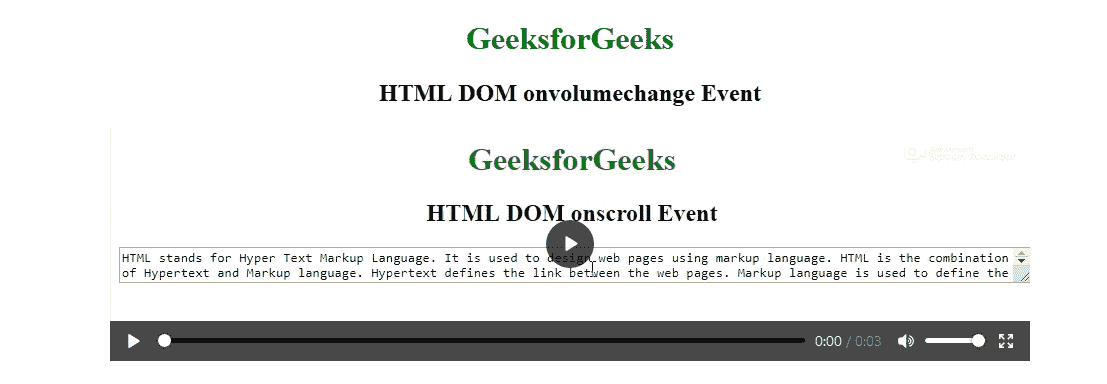 GeeksforGeeks
HTML DOM onvolumechange Event
GeeksforGeeks
HTML DOM onscroll Event
HTML stands for Hyper Text Markup Language. It is used to design web pages using markup language. HTML is the combination
of Hypertext and Markup language. Hypertext defines the link between the web pages. Markup language is used to define the
0:00 / 0:03